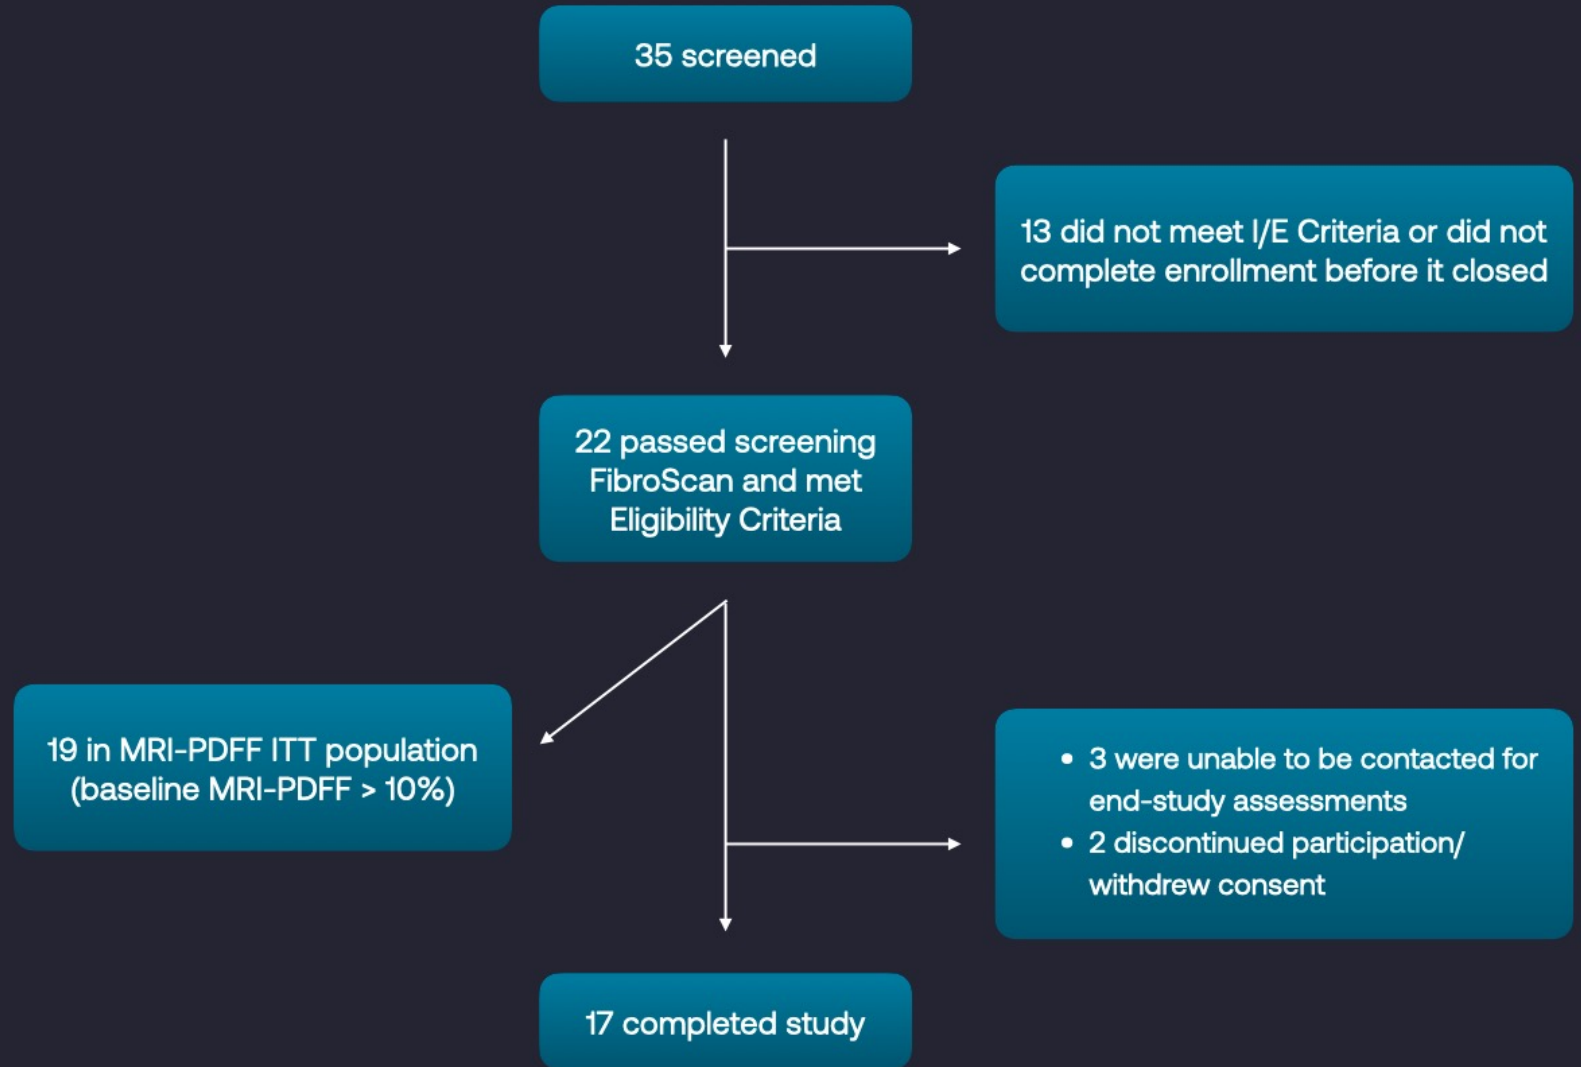 35 screened
13 did not meet I/E Criteria or did not
complete enrollment before it closed
22 passed screening
FibroScan and met
Eligibility Criteria
19 in MRI-PDFF ITT population
(baseline MRI-PDFF > 10%)
• 3 were unable to be contacted for
end-study assessments
• 2 discontinued participation/
withdrew consent
17 completed study